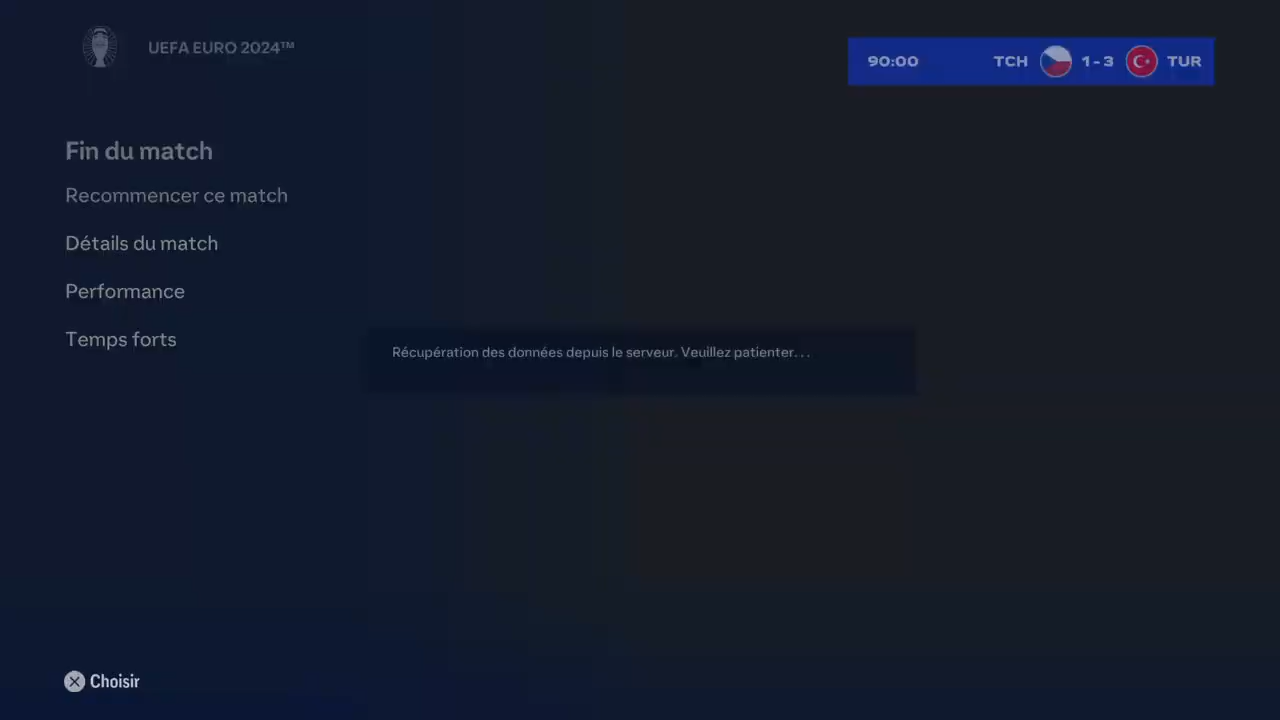 UEFA EURO 2024™
90:00 TCH 1 - 3 TUR
Fin du match
Recommencer ce match
Détails du match
Performance
Temps forts
Récupération des données depuis le serveur. Veuillez patienter...
Choisir